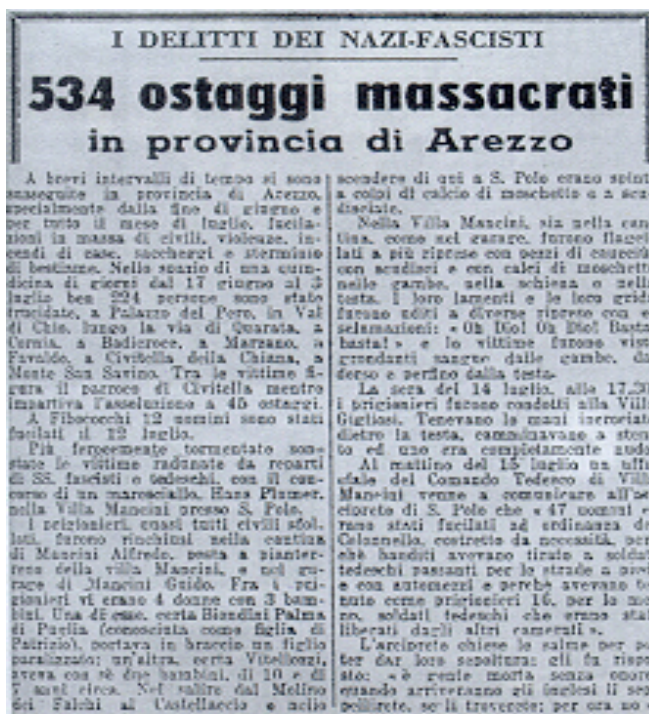 I DELITTI DEI NAZI-FASCISTI
534 ostaggi massacrati
in provincia di Arezzo
A brevi intervalli di tempo si sono
susseguite in provincia di Arezzo,
specialmente dalla fine di giugno e
per tutto il mese di luglio, fucila-
zioni in massa di civili, violenze, in-
cendi di case, saccheggi e sterminio
di bestiame. Nello spazio di una quin-
dicina di giorni dal 17 giugno al 3
luglio ben 224 persone sono state
trucidate, a Palazzo del Pero, in Val
di Chio, lungo la via di Quarata, a
a Badicroce, a
a Civitella della Chiana, a
Monte San Savino. Tra le vittime fi-
gura il parroco di Civitella mentre
impartiva l'assoluzione a 45 ostaggi.
A 12 uomini sono stati
fucilati il 12 luglio.
Più ferocemente tormentate son
state le vittime radunate da reparti
di SS. fascisti e tedeschi, con il con-
corso di un maresciallo, Hans Plumer,
nella Villa Mancini presso S. Polo.
I prigionieri, quasi tutti civili sfol-
lati, furono rinchiusi nella cantina
di Mancini Alfredo, posta a pianter-
reno della villa Mancini, e nel ga-
rage di Mancini Guido. Fra i pri-
gionieri vi erano 4 donne con 3 bam-
bini. Una di esse, certa Biondini Palma
di Puglia (conosciuta come figlia di
Patrizio), portava in braccio un figlio
paralizzato; un'altra, certa
aveva con sè due bambini, di 10 e di
7 anni circa. Nel salire dal Molino
dei Falchi al Castellaccio e nello
scendere di qui a S. Polo erano spint
a colpi di calcio di moschetto e a scu
disciate.
Nella Villa Mancini, sia nella can
tina, come nel garage, furono flagel
lati a più riprese con pezzi di caucciù
con scudisci e con calci di moschetto
nelle gambe, nella schiena e nella
testa. I loro lamenti e le loro grida
furono uditi a diverse riprese con e
sclamazioni: « Oh Dio! Oh Dio! Basta
basta! » e le vittime furono viste
grondanti sangue dalle gambe, da
dorso e perfino dalla testa.
La sera del 14 luglio, alle 17,30
i prigionieri furono condotti alla Villa
Gigliosi. Tenevano le mani incrociate
dietro la testa, camminavano a sten
to ed uno era completamente nudo
Al mattino del 15 luglio un uffi
ciale del Comando Tedesco di Villa
Mancini venne a comunicare all'ar
ciprete di S. Polo che « 47 uomini e
rano stati fucilati ad ordinanza de
Colonnello, costretto da necessità, per
chè banditi avevano tirato a soldat
tedeschi passanti per le strade a pie
e con automezzi e perchè avevano te
nuto come prigionieri 16, per lo me
no, soldati tedeschi che erano stat
liberati dagli altri camerati ».
L'arciprete chiese le salme per po
ter dar loro sepoltura; gli fu rispo
sto: « è gente morta senza onore
quando arriveranno gli inglesi li sep
pellirete, se li troverete; per ora no